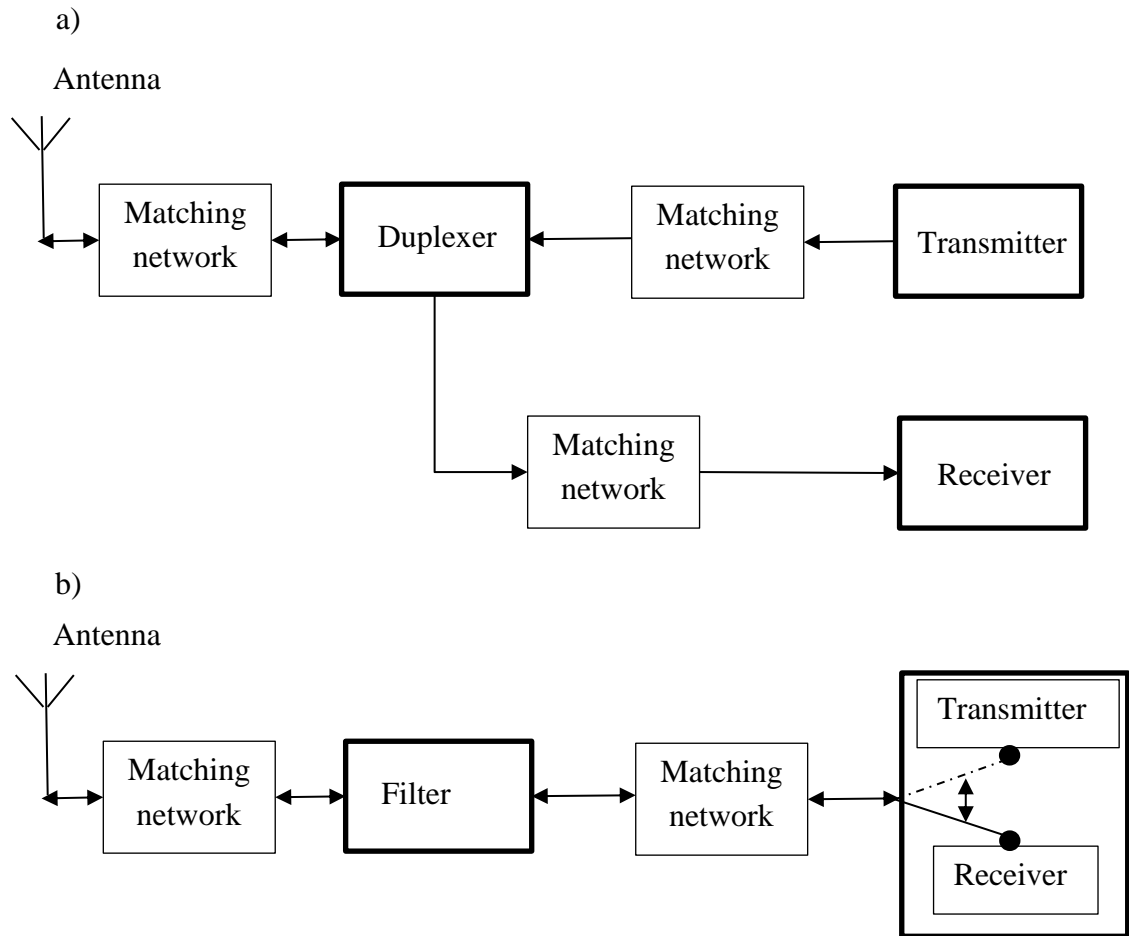 a)
Antenna
Matching
network
Duplexer
Matching
network
Transmitter
Matching
network
Receiver
b)
Antenna
Matching
network
Filter
Matching
network
Transmitter
Receiver